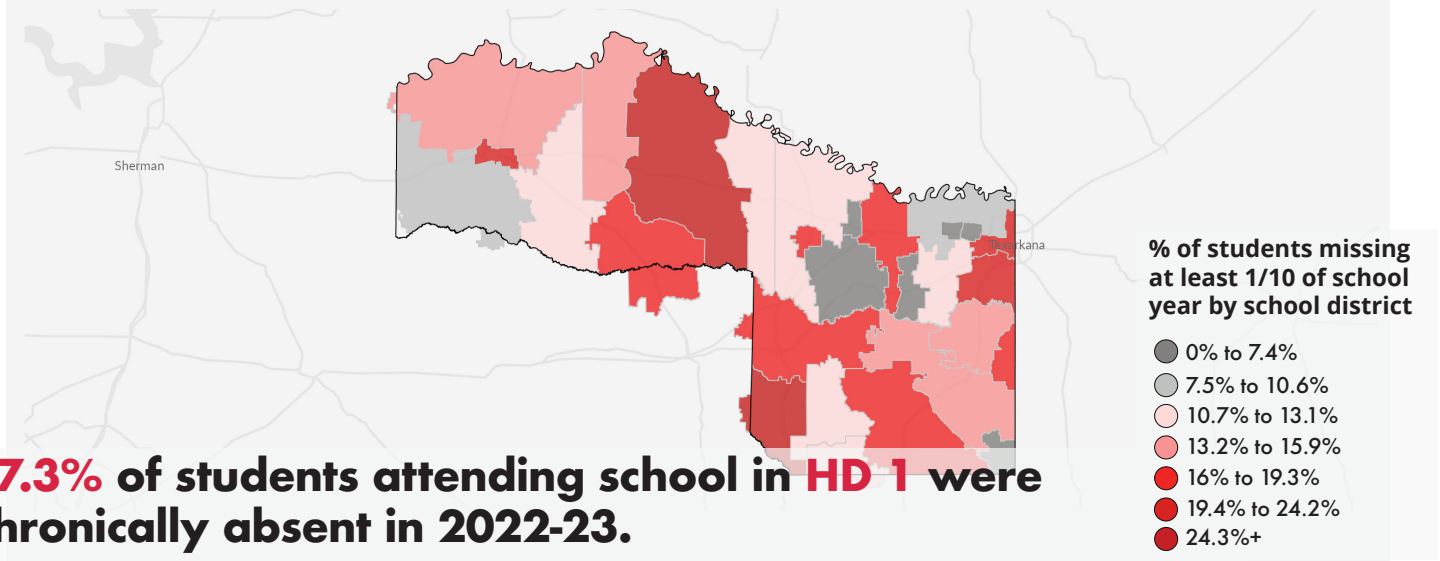 Sherman
Texarkana
% of students missing
at least 1/10 of school
year by school district
0% to 7.4%
7.5% to 10.6%
10.7% to 13.1%
13.2% to 15.9%
16% to 19.3%
19.4% to 24.2%
24.3%+
7.3% of students attending school in HD 1 were
hronically absent in 2022-23.